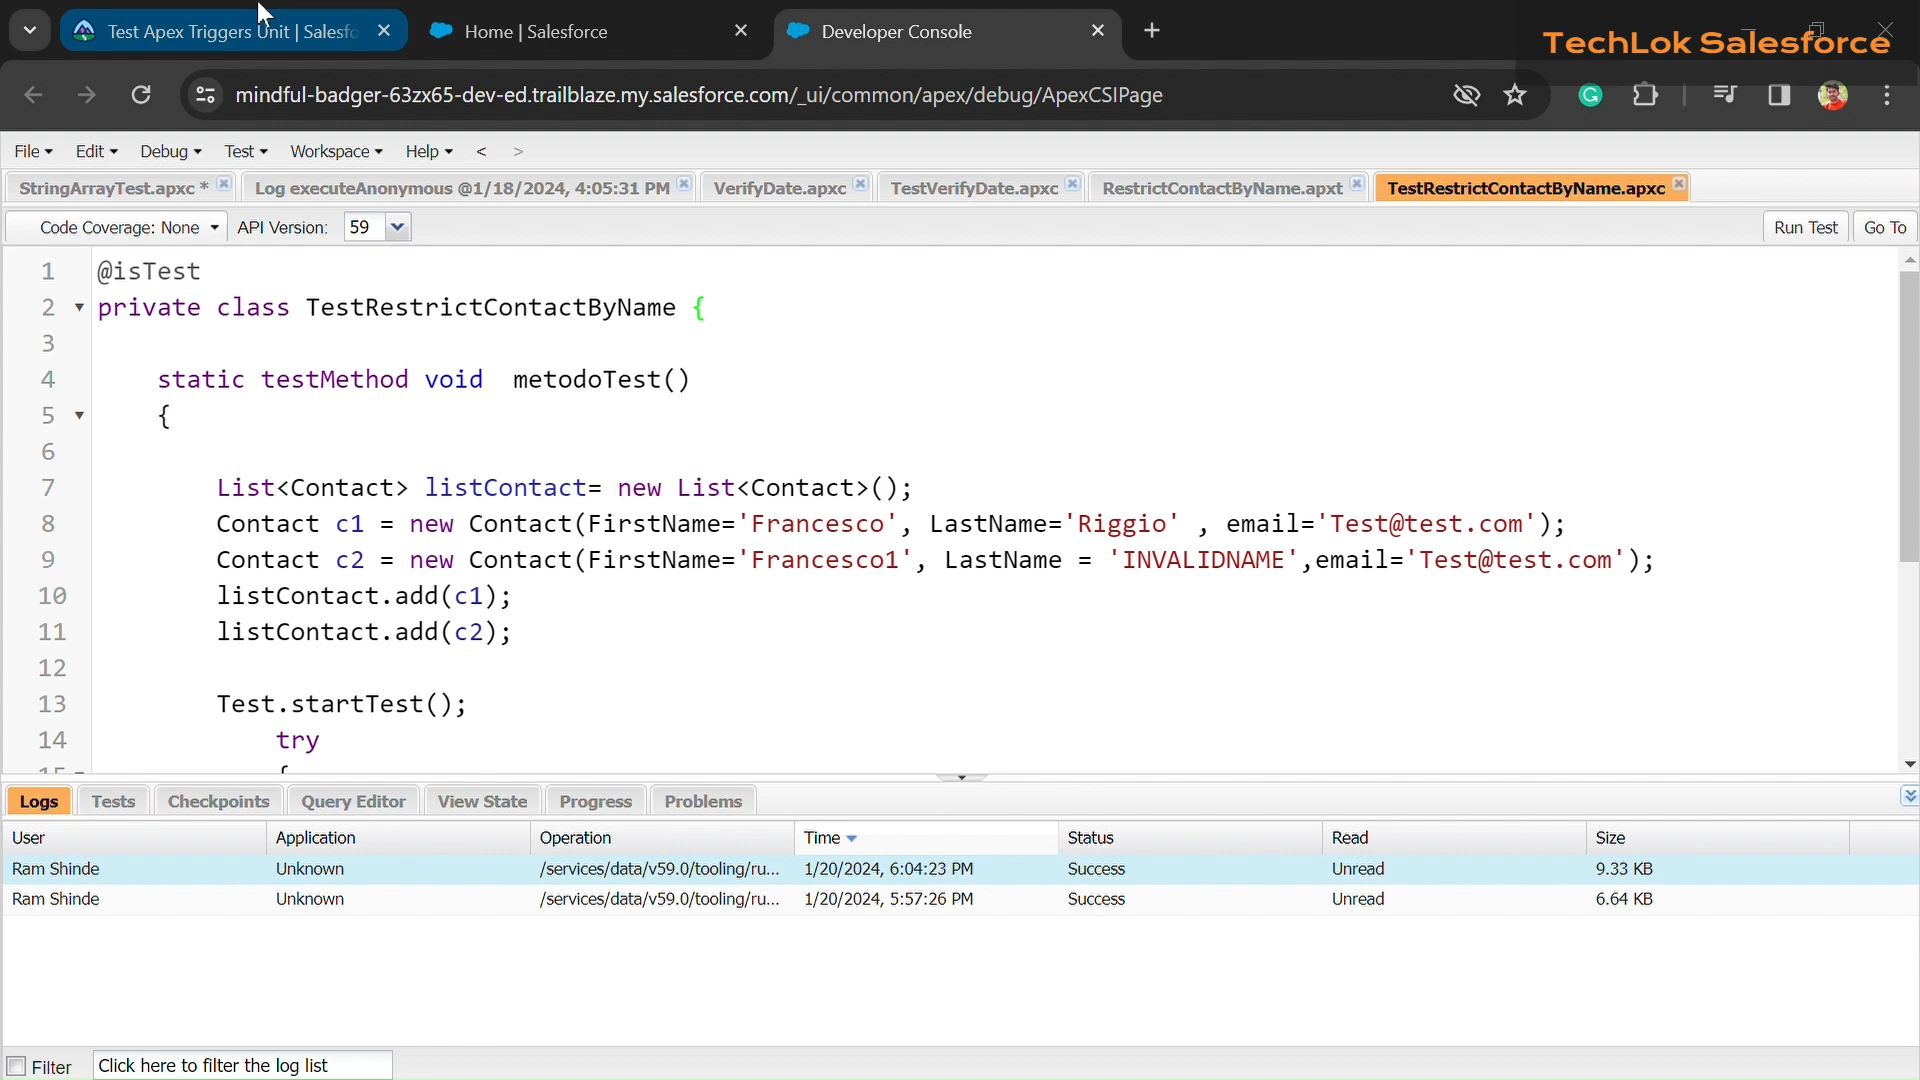 Test Apex Triggers Unit | Salesfo
Home | Salesforce
Developer Console
TechLok Salesforce
mindful-badger-63zx65-dev-ed.trailblaze.my.salesforce.com/_ui/common/apex/debug/ApexCSIPage
File Edit Debug Test Workspace Help < >
StringArrayTest.apxc * Log executeAnonymous @1/18/2024, 4:05:31 PM VerifyDate.apxc TestVerifyDate.apxc RestrictContactByName.apxt TestRestrictContactByName.apxc
Code Coverage: None API Version: 59 Run Test Go To
1 @isTest
2 private class TestRestrictContactByName {
3
4 static testMethod void metodoTest()
5 {
6
7 List<Contact> listContact= new List<Contact>();
8 Contact c1 = new Contact(FirstName='Francesco', LastName='Riggio' , email='Test@test.com');
9 Contact c2 = new Contact(FirstName='Francesco1', LastName = 'INVALIDNAME',email='Test@test.com');
10 listContact.add(c1);
11 listContact.add(c2);
12
13 Test.startTest();
14 try
15 {
Logs Tests Checkpoints Query Editor View State Progress Problems
User Application Operation Time Status Read Size
Ram Shinde Unknown /services/data/v59.0/tooling/ru... 1/20/2024, 6:04:23 PM Success Unread 9.33 KB
Ram Shinde Unknown /services/data/v59.0/tooling/ru... 1/20/2024, 5:57:26 PM Success Unread 6.64 KB
Filter Click here to filter the log list